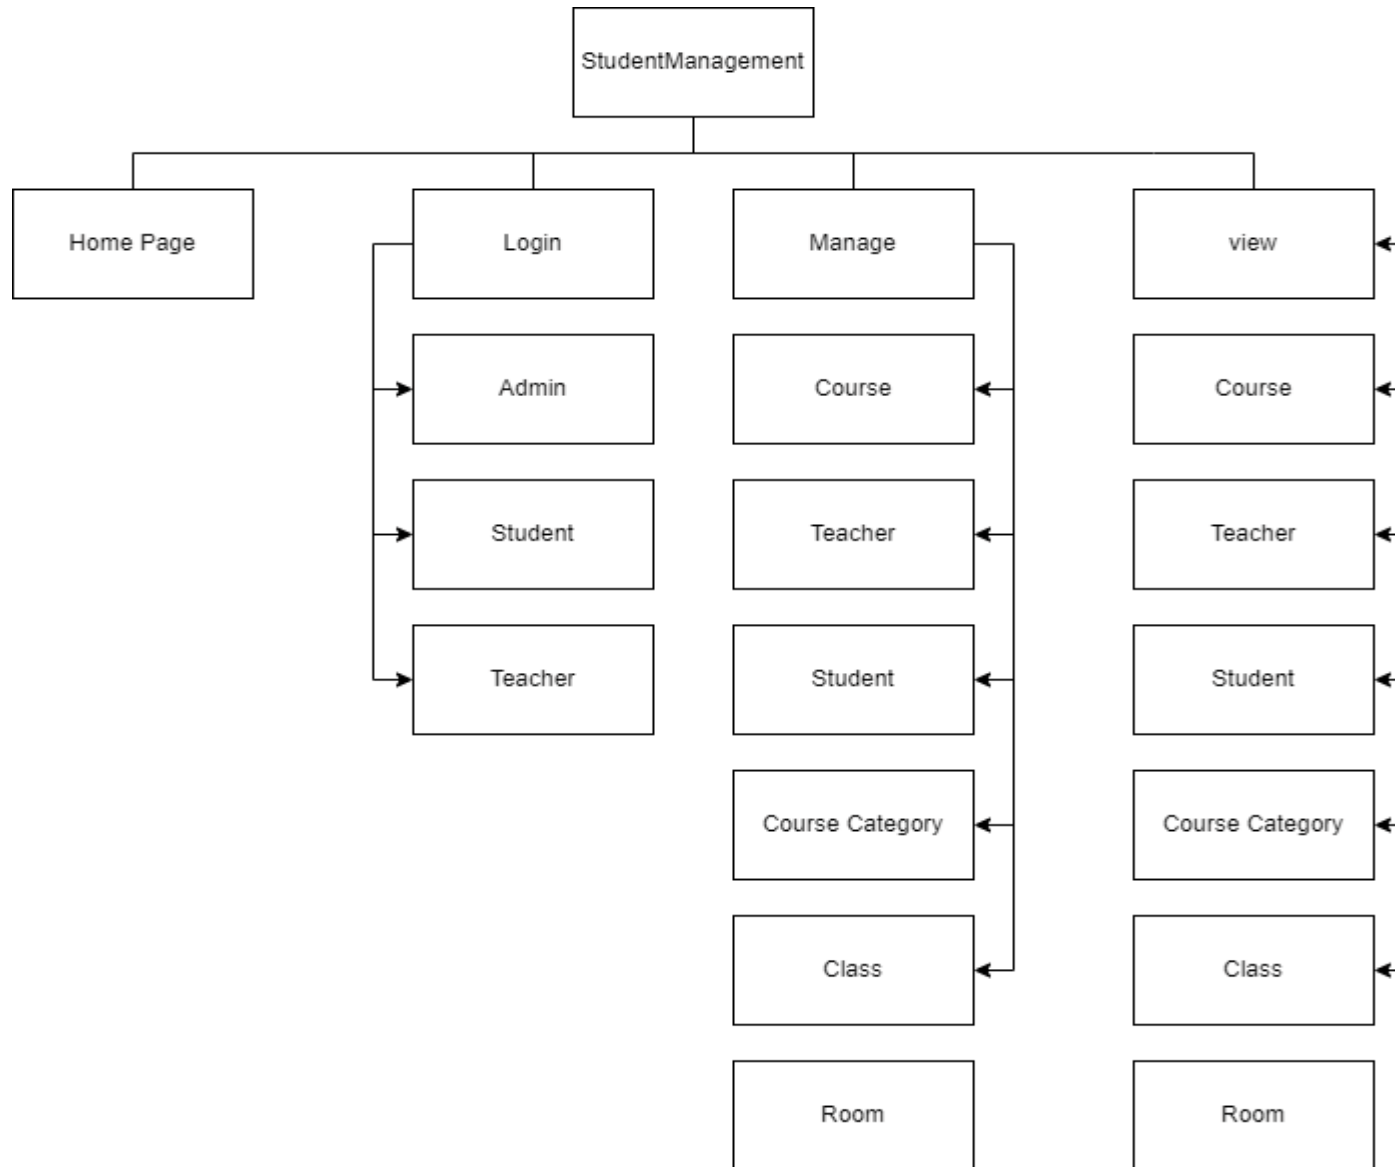 StudentManagement
Home Page
Login
Manage
view
Admin
Course
Course
Student
Teacher
Teacher
Teacher
Student
Student
Course Category
Course Category
Class
Class
Room
Room